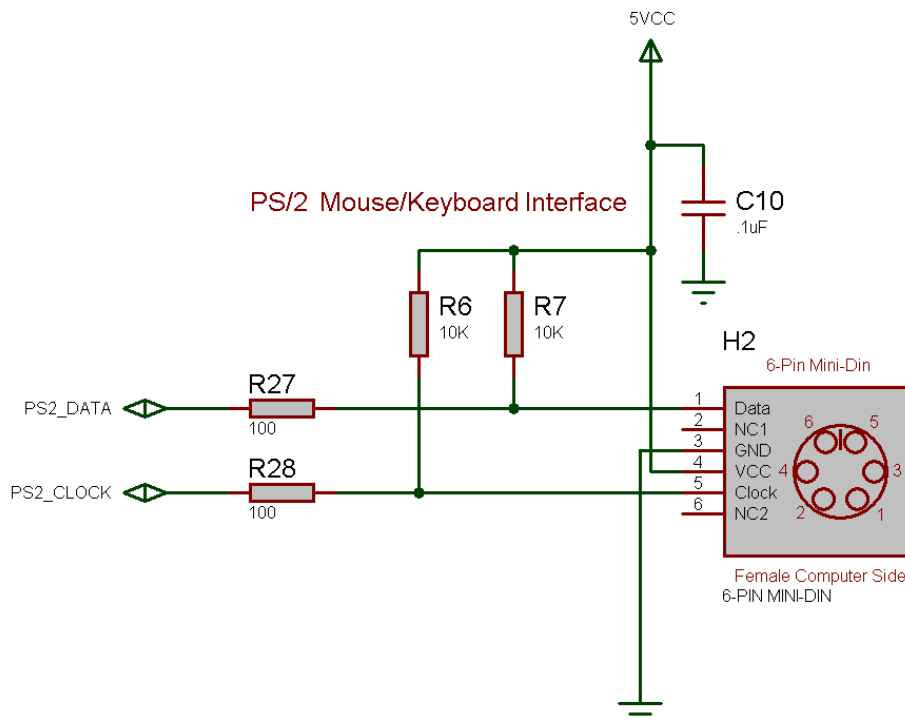 5VCC
PS/2 Mouse/Keyboard Interface
C10
.1uF
R6
10K
R7
10K
H2
6-Pin Mini-Din
R27
PS2_DATA
100
R28
PS2_CLOCK
100
1 Data
2 NC1
3 GND
4 VCC
5 Clock
6 NC2
6 5
4 3
2 1
Female Computer Side
6-PIN MINI-DIN